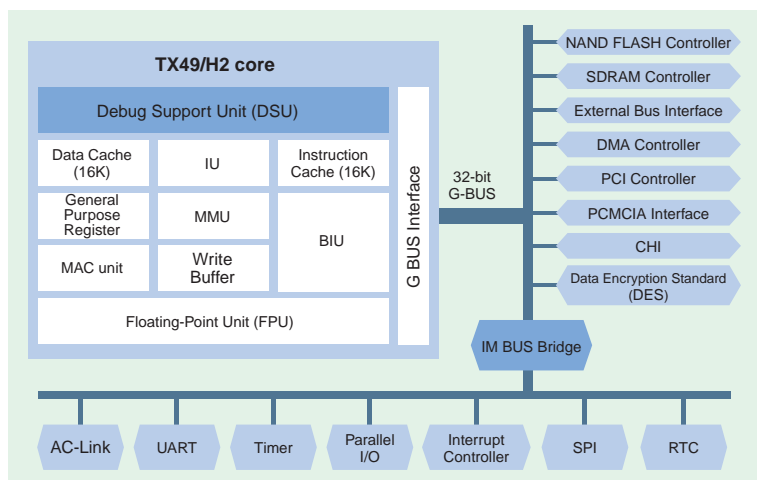 TX49/H2 core
Debug Support Unit (DSU)
Data Cache
(16K)
IU
Instruction
Cache (16K)
General
Purpose
Register
MMU
BIU
MAC unit
Write
Buffer
Floating-Point Unit (FPU)
G BUS Interface
32-bit
G-BUS
NAND FLASH Controller
SDRAM Controller
External Bus Interface
DMA Controller
PCI Controller
PCMCIA Interface
CHI
Data Encryption Standard
(DES)
IM BUS Bridge
AC-Link
UART
Timer
Parallel
I/O
Interrupt
Controller
SPI
RTC